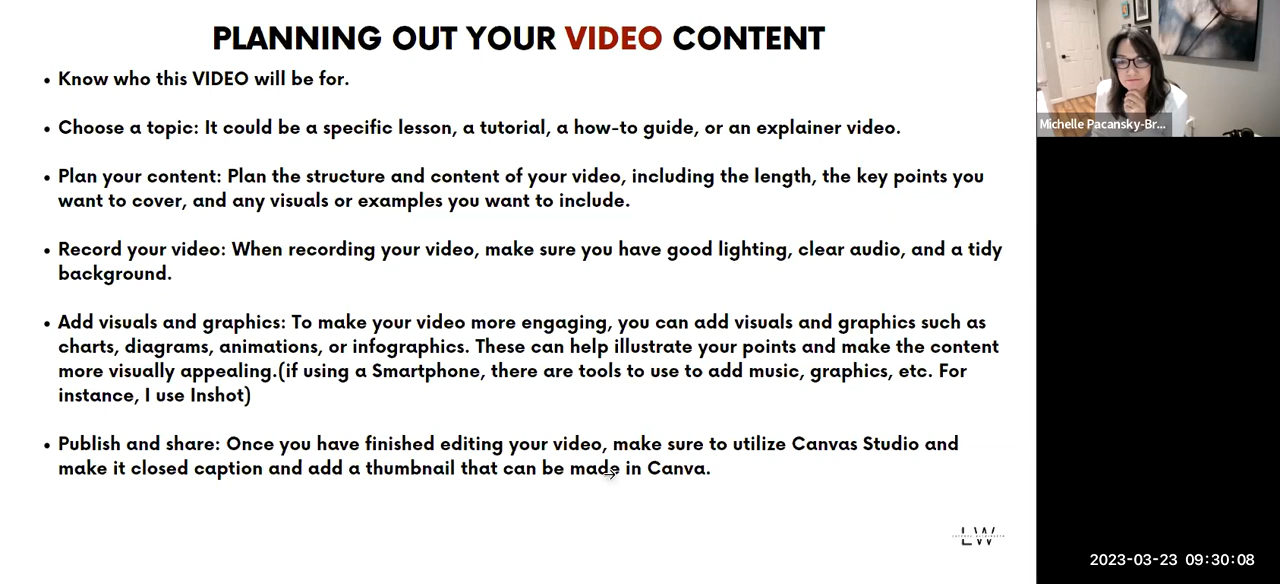 PLANNING OUT YOUR VIDEO CONTENT
• Know who this VIDEO will be for.
• Choose a topic: It could be a specific lesson, a tutorial, a how-to guide, or an explainer video.
• Plan your content: Plan the structure and content of your video, including the length, the key points you
want to cover, and any visuals or examples you want to include.
• Record your video: When recording your video, make sure you have good lighting, clear audio, and a tidy
background.
• Add visuals and graphics: To make your video more engaging, you can add visuals and graphics such as
charts, diagrams, animations, or infographics. These can help illustrate your points and make the content
more visually appealing.(if using a Smartphone, there are tools to use to add music, graphics, etc. For
instance, I use Inshot)
• Publish and share: Once you have finished editing your video, make sure to utilize Canvas Studio and
make it closed caption and add a thumbnail that can be made in Canva.
LW
Michelle Pacansky-Br...
2023-03-23 09:30:08